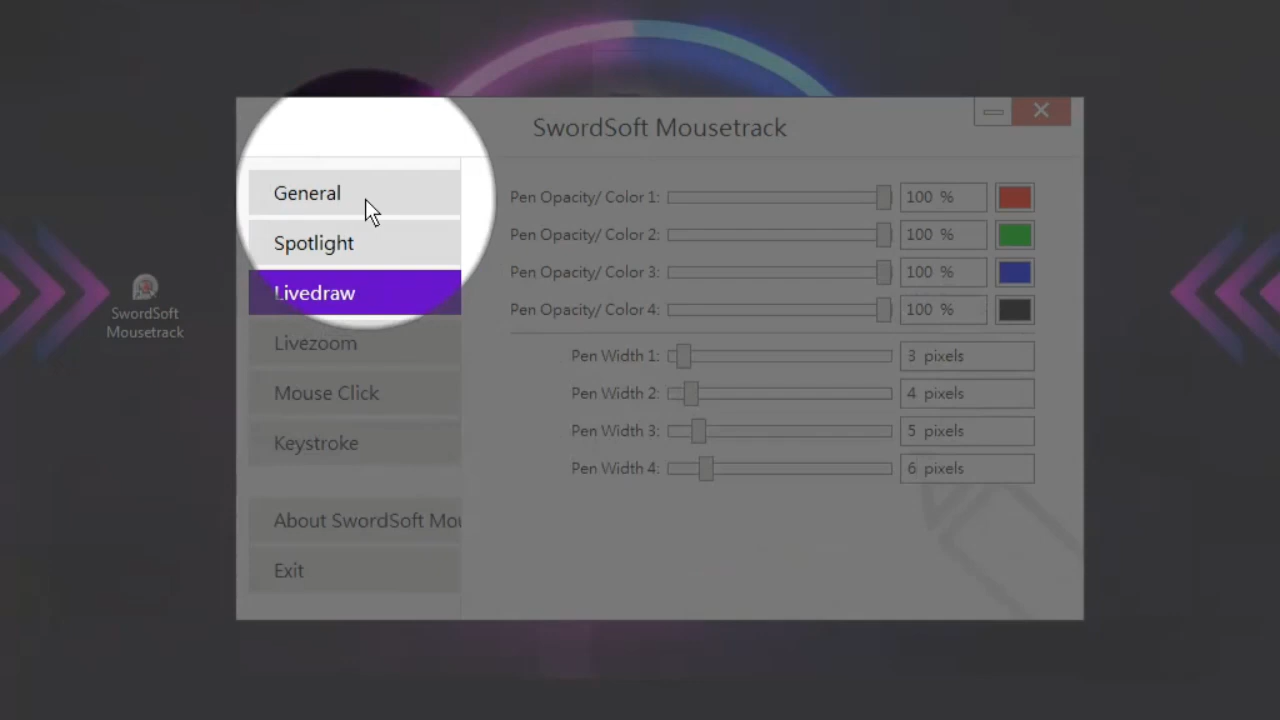 SwordSoft Mousetrack
General
Spotlight
Livedraw
Livezoom
Mouse Click
Keystroke
About SwordSoft Mou
Exit
Pen Opacity/ Color 1: 100 %
Pen Opacity/ Color 2: 100 %
Pen Opacity/ Color 3: 100 %
Pen Opacity/ Color 4: 100 %
Pen Width 1: 3 pixels
Pen Width 2: 4 pixels
Pen Width 3: 5 pixels
Pen Width 4: 6 pixels
SwordSoft
Mousetrack